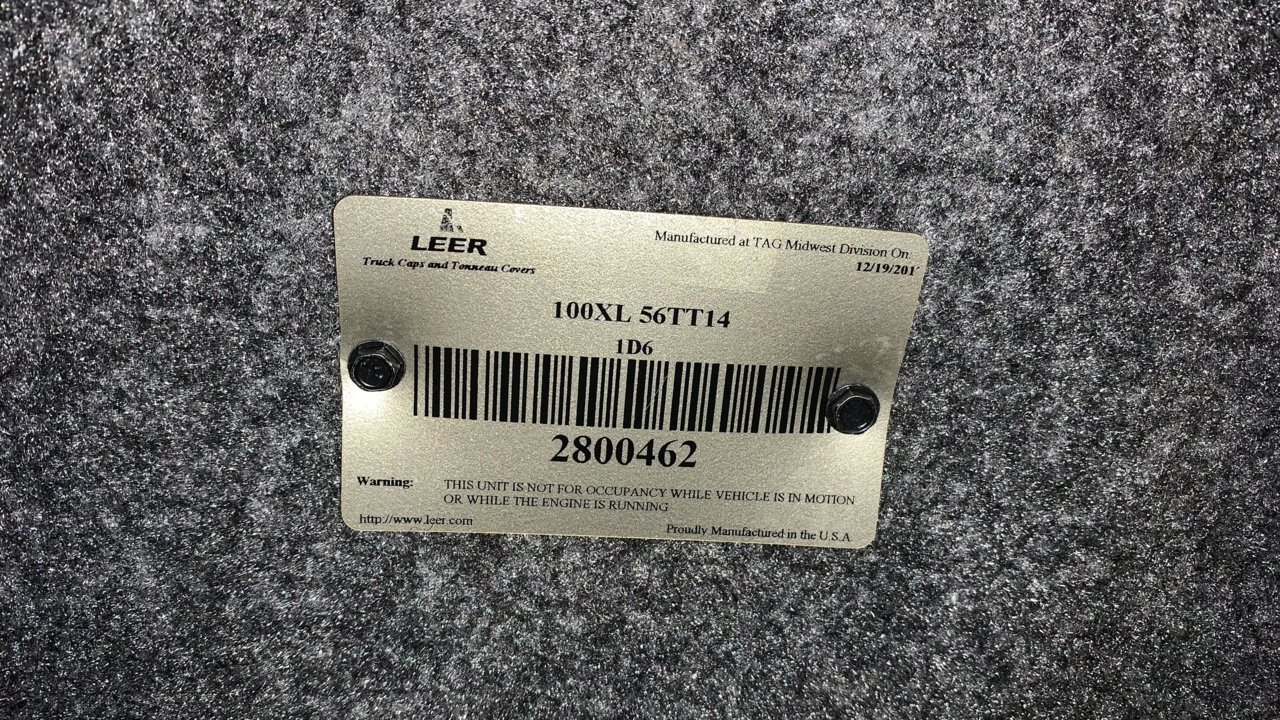 LEER
Truck Caps and Tonneau Covers
Manufactured at TAG Midwest Division On:
100XL 56TT14
1D6
2800462
Warning: THIS UNIT IS NOT FOR OCCUPANCY WHILE VEHICLE IS IN MOTION
OR WHILE THE ENGINE IS RUNNING
http://www.leer.com
Proudly Manufactured in the U.S.A